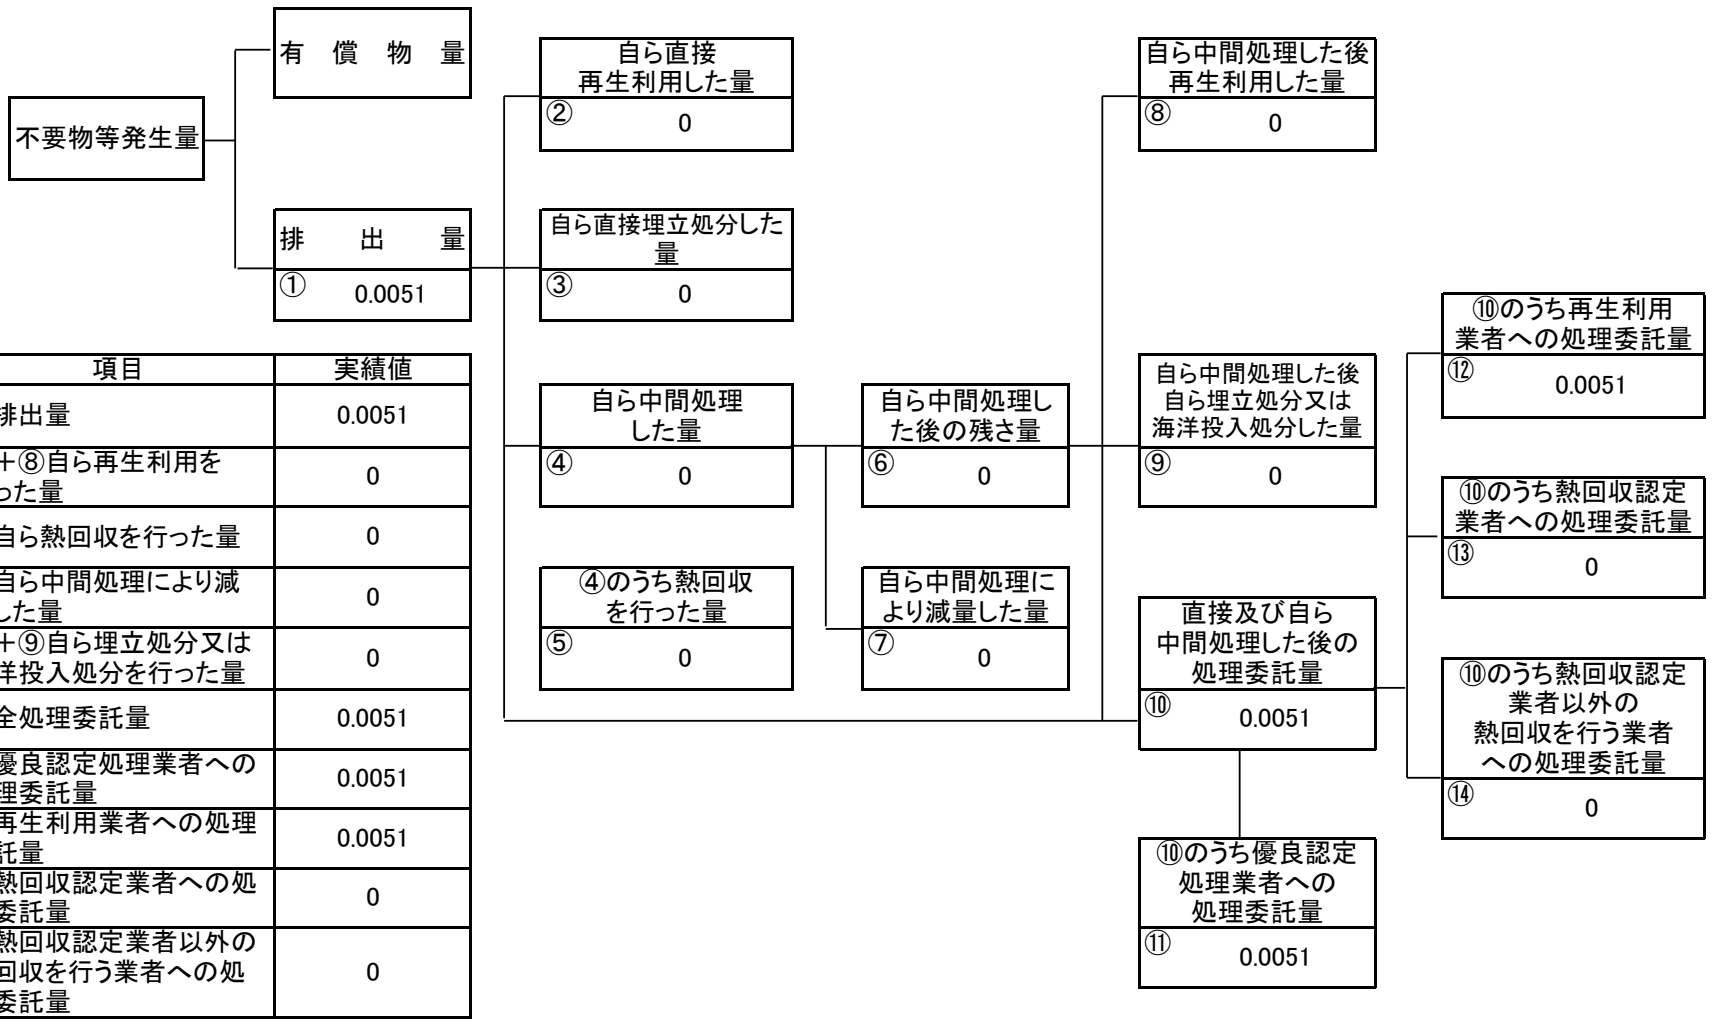 不要物等発生量
有償物量
排出量
① 0.0051
自ら直接
再生利用した量
② 0
自ら直接埋立処分した
量
③ 0
自ら中間処理
した量
④ 0
④のうち熱回収
を行った量
⑤ 0
自ら中間処理し
た後の残さ量
⑥ 0
自ら中間処理に
より減量した量
⑦ 0
自ら中間処理した後
再生利用した量
⑧ 0
自ら中間処理した後
自ら埋立処分又は
海洋投入処分した量
⑨ 0
直接及び自ら
中間処理した後の
処理委託量
⑩ 0.0051
⑩のうち優良認定
処理業者への
処理委託量
⑪ 0.0051
⑩のうち再生利用
業者への処理委託量
⑫ 0.0051
⑩のうち熱回収認定
業者への処理委託量
⑬ 0
⑩のうち熱回収認定
業者以外の
熱回収を行う業者
への処理委託量
⑭ 0
項目 実績値
排出量 0.0051
＋⑧自ら再生利用を
った量 0
自ら熱回収を行った量 0
自ら中間処理により減
した量 0
＋⑨自ら埋立処分又は
洋投入処分を行った量 0
全処理委託量 0.0051
優良認定処理業者への
理委託量 0.0051
再生利用業者への処理
託量 0.0051
熱回収認定業者への処
委託量 0
熱回収認定業者以外の
回収を行う業者への処
委託量 0